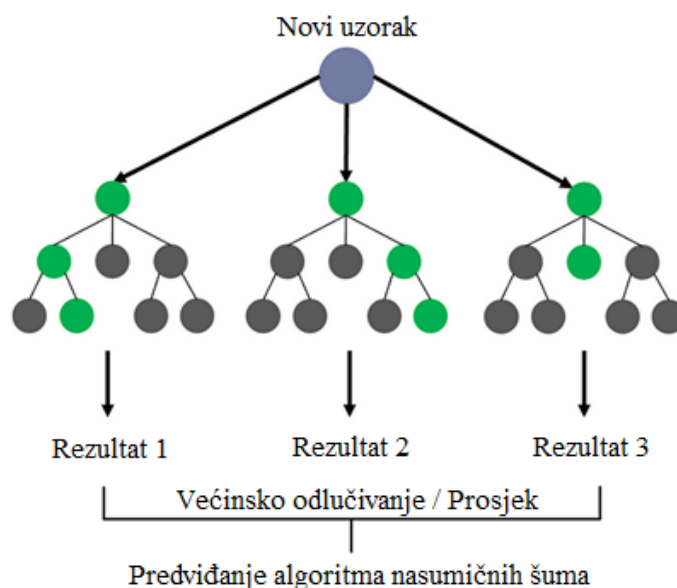 Novi uzorak
Rezultat 1
Rezultat 2
Rezultat 3
Većinsko odlučivanje / Prosjek
Predviđanje algoritma nasumičnih šuma